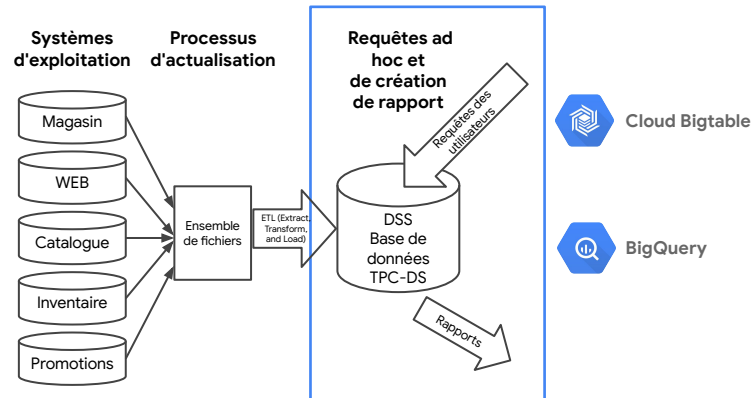 Systèmes
d'exploitation
Processus
d'actualisation
Requêtes ad
hoc et
de création
de rapport
Magasin
WEB
Catalogue
Inventaire
Promotions
Ensemble
de fichiers
ETL (Extract,
Transform,
and Load)
Requêtes des
utilisateurs
DSS
Base de
données
TPC-DS
Rapports
Cloud Bigtable
BigQuery